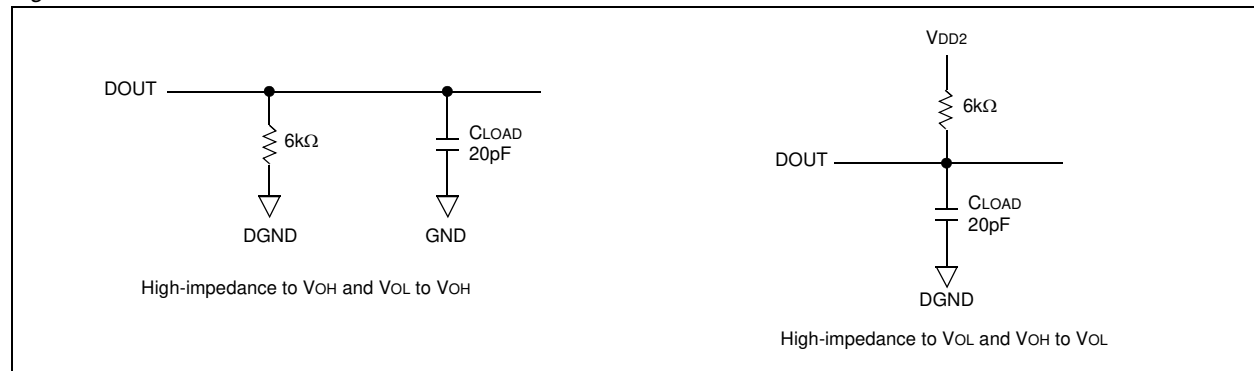 DOUT
6kΩ
CLOAD
20pF
DGND
GND
High-impedance to VOH and VOL to VOH
VDD2
6kΩ
DOUT
CLOAD
20pF
DGND
High-impedance to VOL and VOH to VOL